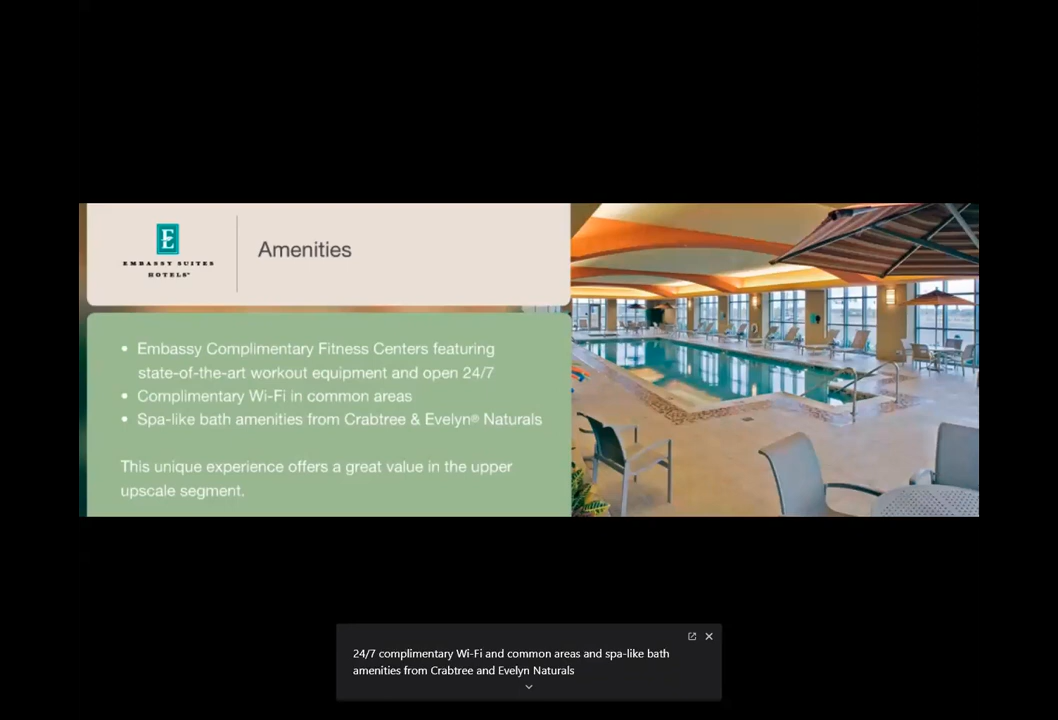 E
EMBASSY SUITES
HOTELS®
Amenities
• Embassy Complimentary Fitness Centers featuring
state-of-the-art workout equipment and open 24/7
• Complimentary Wi-Fi in common areas
• Spa-like bath amenities from Crabtree & Evelyn® Naturals
This unique experience offers a great value in the upper
upscale segment.
24/7 complimentary Wi-Fi and common areas and spa-like bath
amenities from Crabtree and Evelyn Naturals